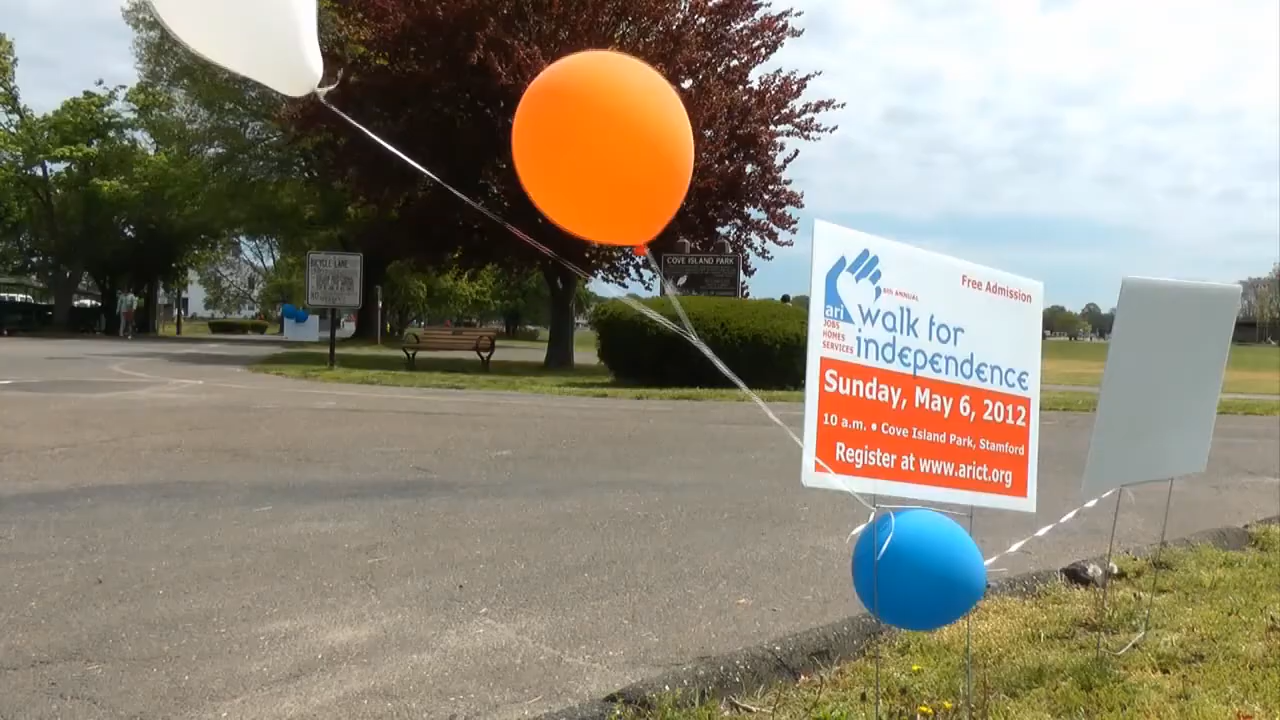 BICYCLE LANE
COVE ISLAND PARK
Free Admission
ari
JOBS
HOMES
SERVICES
ANNUAL
walk for
independence
Sunday, May 6, 2012
10 a.m. • Cove Island Park, Stamford
Register at www.arict.org